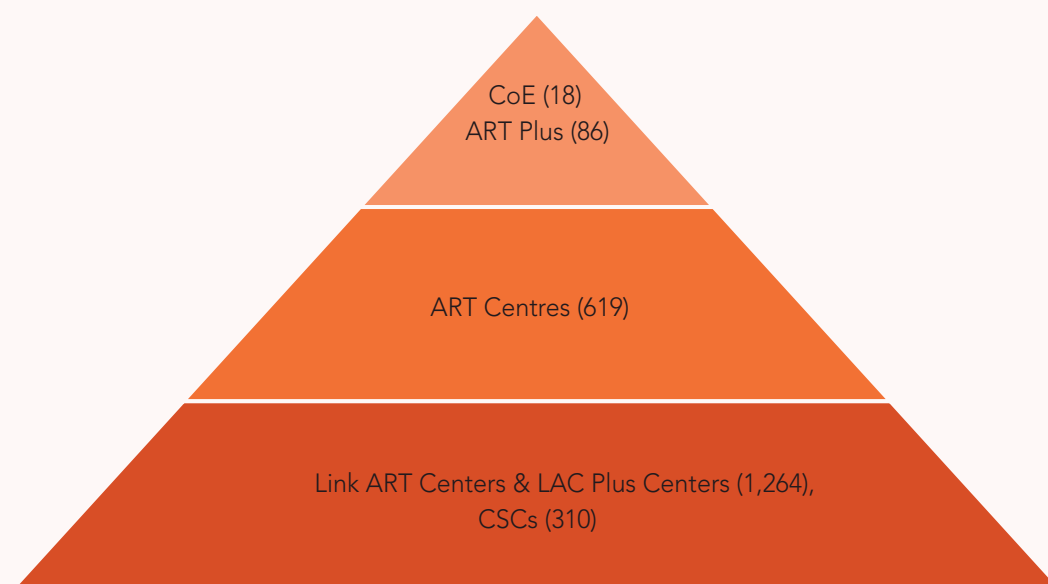 CoE (18)
ART Plus (86)
ART Centres (619)
Link ART Centers & LAC Plus Centers (1,264),
CSCs (310)